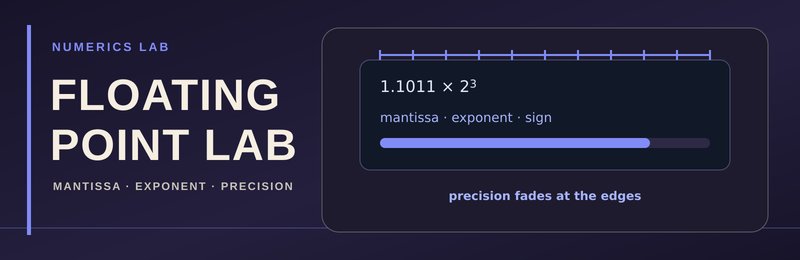 NUMERICS LAB
FLOATING
POINT LAB
MANTISSA · EXPONENT · PRECISION
1.1011 × 2³
mantissa · exponent · sign
precision fades at the edges